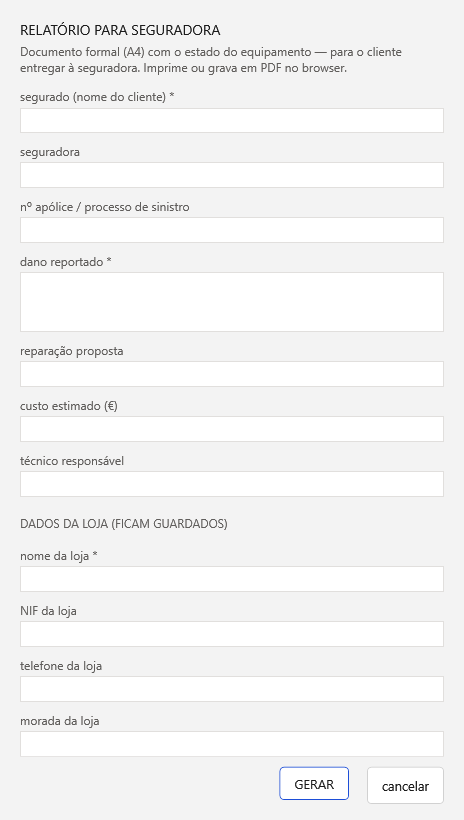 RELATÓRIO PARA SEGURADORA
Documento formal (A4) com o estado do equipamento — para o cliente
entregar à seguradora. Imprime ou grava em PDF no browser.
segurado (nome do cliente) *
seguradora
nº apólice / processo de sinistro
dano reportado *
reparação proposta
custo estimado (€)
técnico responsável
DADOS DA LOJA (FICAM GUARDADOS)
nome da loja *
NIF da loja
telefone da loja
morada da loja
GERAR
cancelar